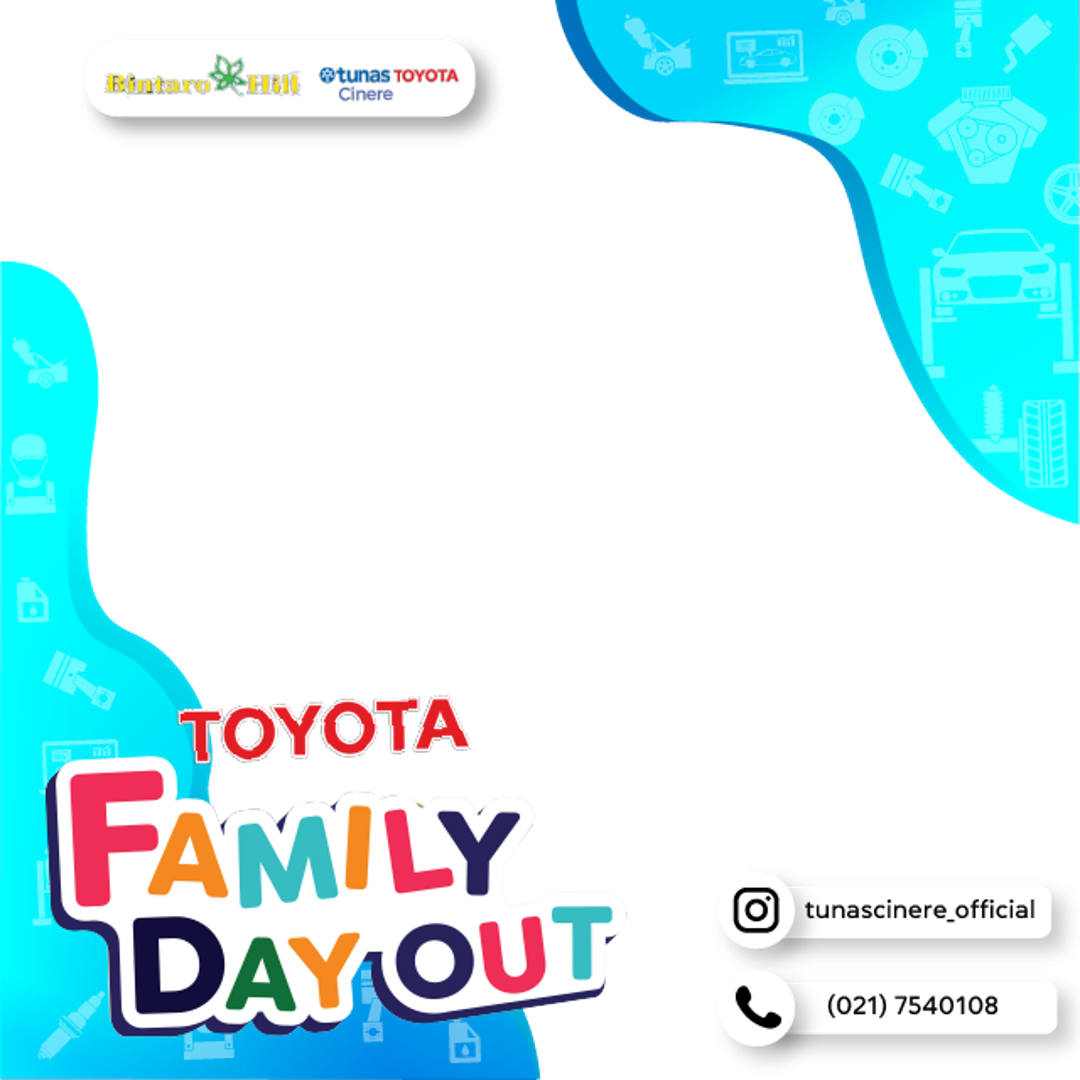 Bintaro Hill
tunas TOYOTA
Cinere
TOYOTA
FAMILY
DAY OUT
tunascinere_official
(021) 7540108